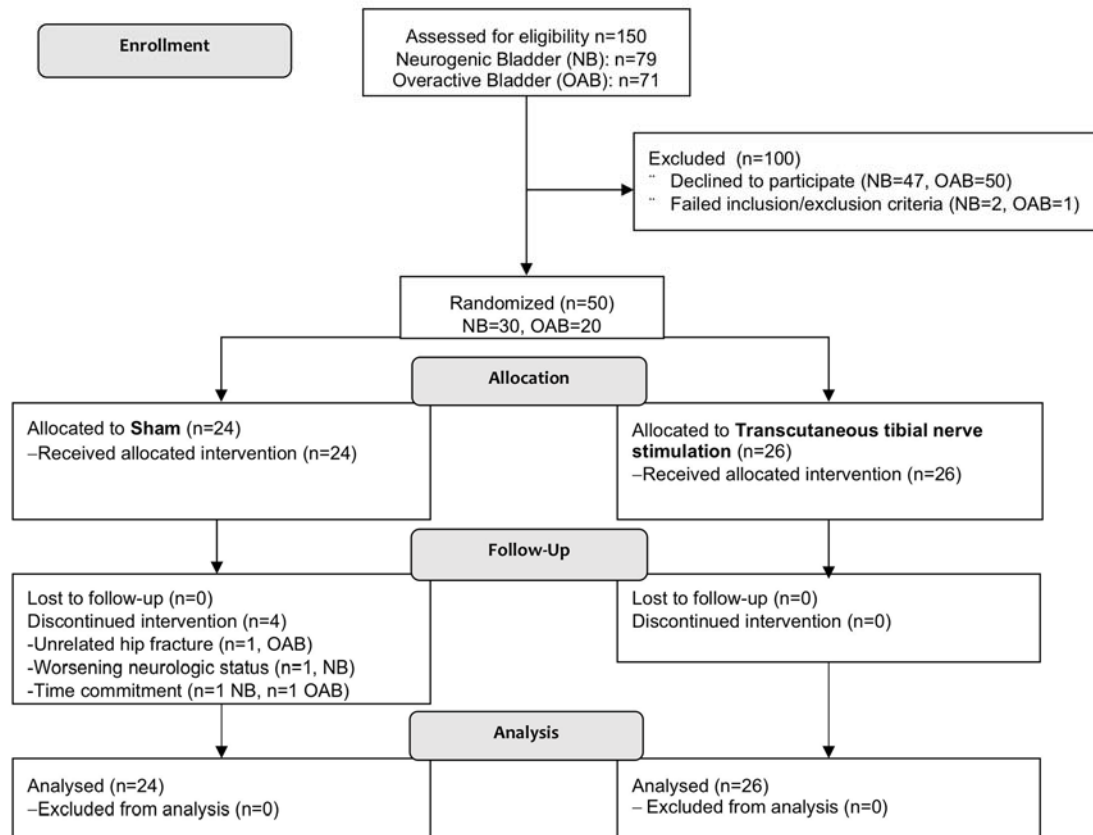 Enrollment
Assessed for eligibility n=150
Neurogenic Bladder (NB): n=79
Overactive Bladder (OAB): n=71
Excluded  (n=100)
¨  Declined to participate (NB=47, OAB=50)
¨  Failed inclusion/exclusion criteria (NB=2, OAB=1)
Randomized (n=50)
NB=30, OAB=20
Allocation
Allocated to Sham (n=24)
–Received allocated intervention (n=24)
Allocated to Transcutaneous tibial nerve
stimulation (n=26)
–Received allocated intervention (n=26)
Follow-Up
Lost to follow-up (n=0)
Discontinued intervention (n=4)
-Unrelated hip fracture (n=1, OAB)
-Worsening neurologic status (n=1, NB)
-Time commitment (n=1 NB, n=1 OAB)
Lost to follow-up (n=0)
Discontinued intervention (n=0)
Analysis
Analysed (n=24)
–Excluded from analysis (n=0)
Analysed (n=26)
– Excluded from analysis (n=0)